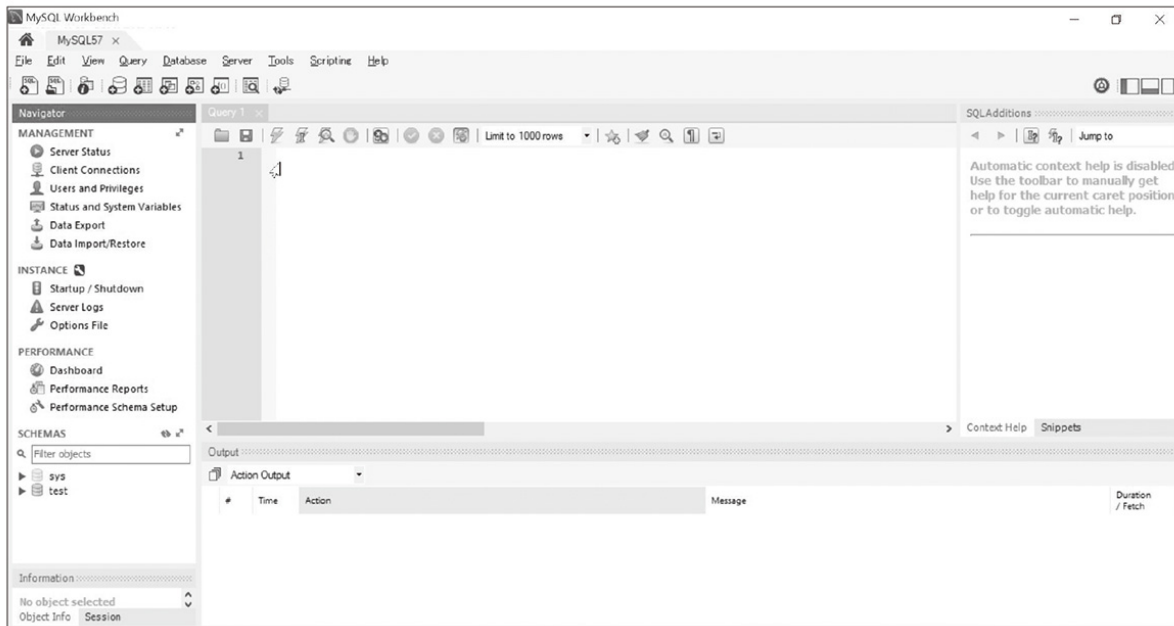 MySQL Workbench
MySQL57 ×
File Edit View Query Database Server Tools Scripting Help
Navigator
MANAGEMENT
Server Status
Client Connections
Users and Privileges
Status and System Variables
Data Export
Data Import/Restore
INSTANCE
Startup / Shutdown
Server Logs
Options File
PERFORMANCE
Dashboard
Performance Reports
Performance Schema Setup
SCHEMAS
Filter objects
sys
test
Information
No object selected
Object Info Session
Query 1 ×
Limit to 1000 rows
1
Output
Action Output
# Time Action Message Duration / Fetch
SQLAdditions
Jump to
Automatic context help is disabled
Use the toolbar to manually get
help for the current caret position
or to toggle automatic help.
Context Help Snippets